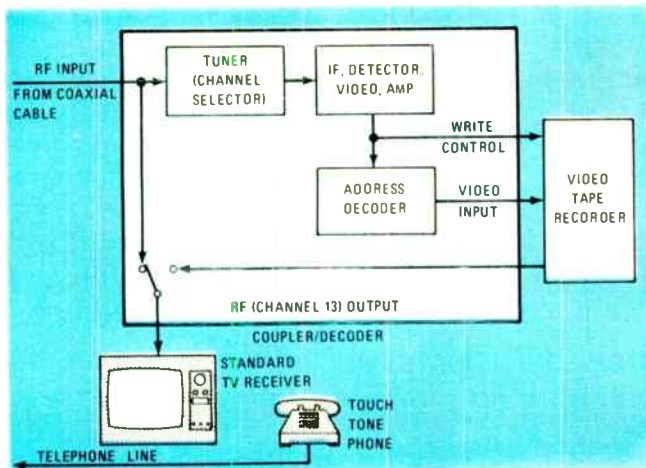 TUNER
(CHANNEL
SELECTOR)
IF, DETECTOR,
VIDEO, AMP
RF INPUT
FROM COAXIAL
CABLE
WRITE
CONTROL
ADDRESS
DECODER
VIDEO
INPUT
VIDEO
TAPE
RECORDER
RF (CHANNEL 13) OUTPUT
COUPLER/DECODER
STANDARD
TV RECEIVER
TOUCH
TONE
PHONE
TELEPHONE LINE